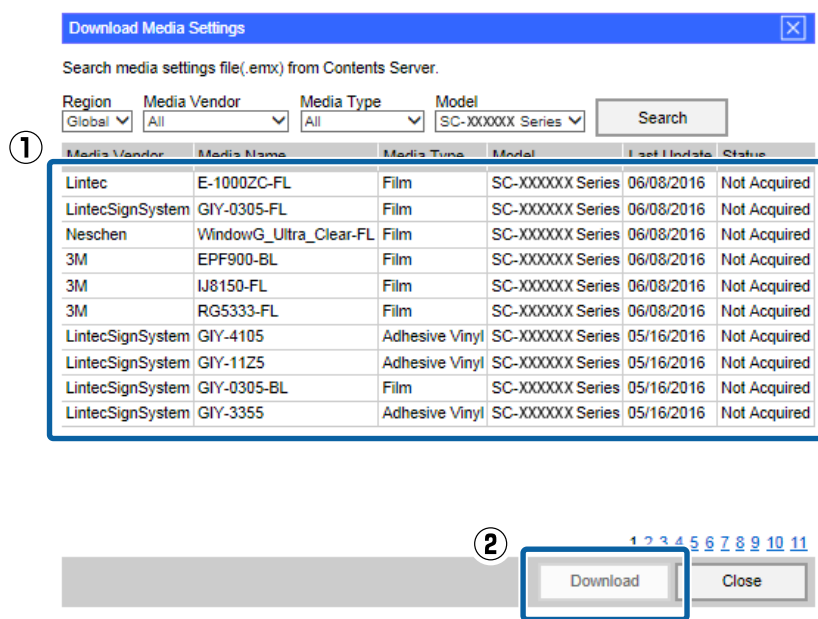 Download Media Settings
Search media settings file(.emx) from Contents Server.
Region Media Vendor Media Type Model
Global All All SC-XXXXXX Series Search
①
Media Vendor Media Name Media Type Model Last Update Status
Lintec E-1000ZC-FL Film SC-XXXXXX Series 06/08/2016 Not Acquired
LintecSignSystem GIY-0305-FL Film SC-XXXXXX Series 06/08/2016 Not Acquired
Neschen WindowG_Ultra_Clear-FL Film SC-XXXXXX Series 06/08/2016 Not Acquired
3M EPF900-BL Film SC-XXXXXX Series 06/08/2016 Not Acquired
3M IJ8150-FL Film SC-XXXXXX Series 06/08/2016 Not Acquired
3M RG5333-FL Film SC-XXXXXX Series 06/08/2016 Not Acquired
LintecSignSystem GIY-4105 Adhesive Vinyl SC-XXXXXX Series 05/16/2016 Not Acquired
LintecSignSystem GIY-11Z5 Adhesive Vinyl SC-XXXXXX Series 05/16/2016 Not Acquired
LintecSignSystem GIY-0305-BL Film SC-XXXXXX Series 05/16/2016 Not Acquired
LintecSignSystem GIY-3355 Adhesive Vinyl SC-XXXXXX Series 05/16/2016 Not Acquired
②
1 2 3 4 5 6 7 8 9 10 11
Download Close